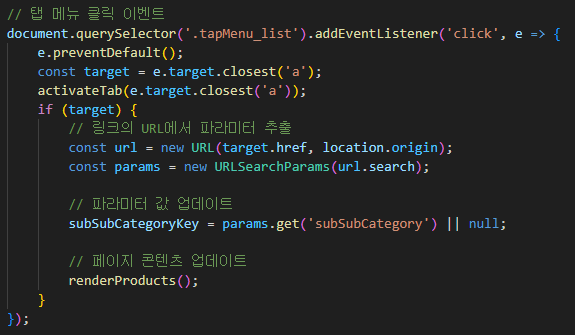 // 탭 메뉴 클릭 이벤트
document.querySelector('.tapMenu_list').addEventListener('click', e => {
    e.preventDefault();
    const target = e.target.closest('a');
    activateTab(e.target.closest('a'));
    if (target) {
        // 링크의 URL에서 파라미터 추출
        const url = new URL(target.href, location.origin);
        const params = new URLSearchParams(url.search);

        // 파라미터 값 업데이트
        subSubCategoryKey = params.get('subSubCategory') || null;

        // 페이지 콘텐츠 업데이트
        renderProducts();
    }
});